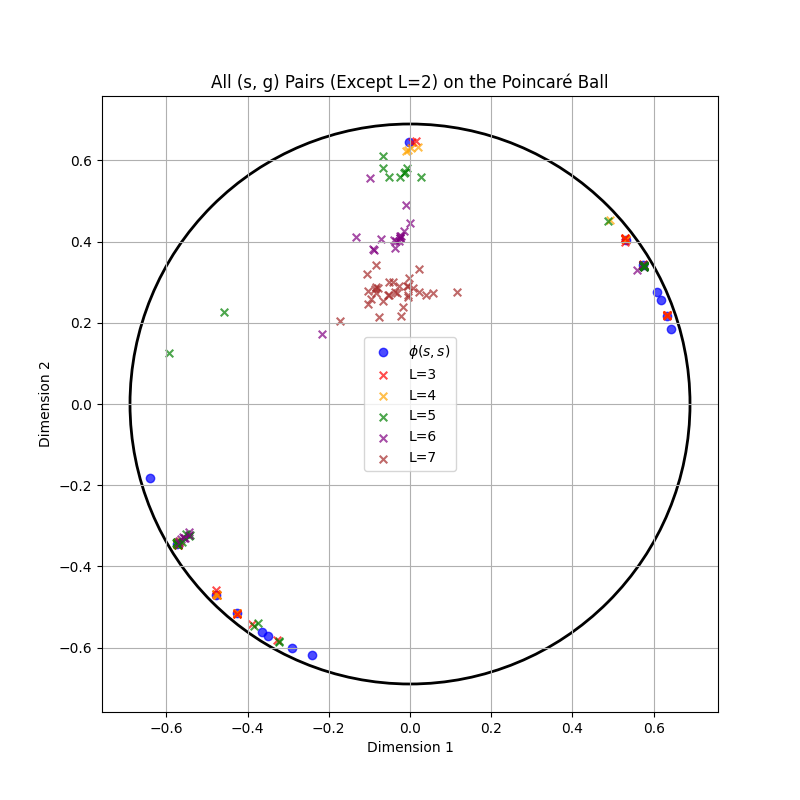 All (s, g) Pairs (Except L=2) on the Poincaré Ball
0.6
0.4
0.2
0.0
−0.2
−0.4
−0.6
Dimension 2
ϕ(s, s)
L=3
L=4
L=5
L=6
L=7
−0.6 −0.4 −0.2 0.0 0.2 0.4 0.6
Dimension 1